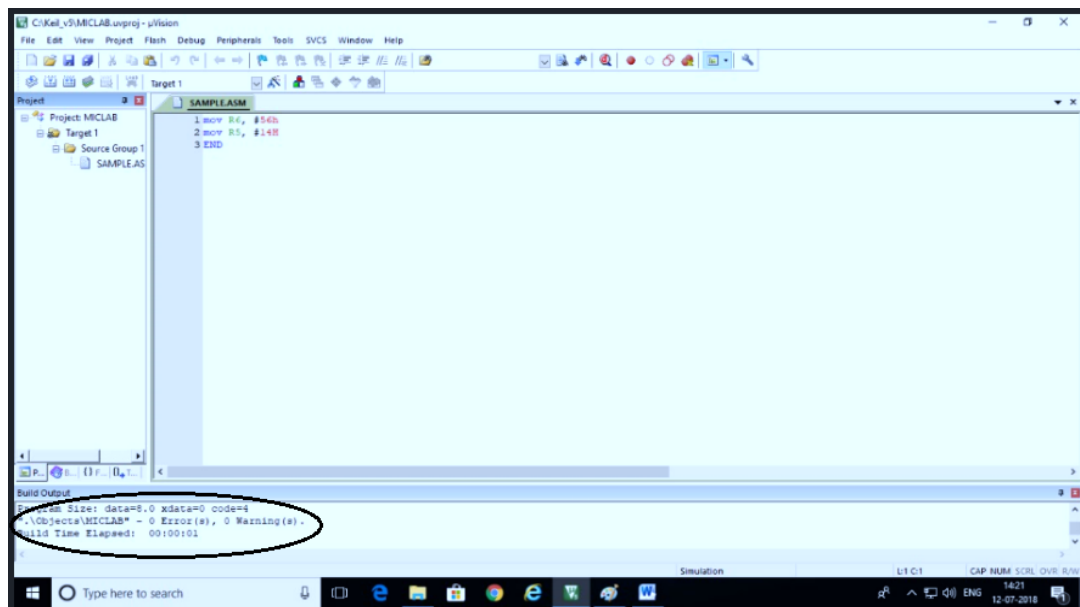 C:\Keil_v5\MICLAB.uvproj - µVision
File Edit View Project Flash Debug Peripherals Tools SVCS Window Help
Target 1
Project
SAMPLE.ASM
Project: MICLAB
Target 1
Source Group 1
SAMPLE.AS
1 mov R6, #56h
2 mov R5, #14H
3 END
P... B... {} F... T...
Build Output
Program Size: data=8.0 xdata=0 code=4
".\Objects\MICLAB" - 0 Error(s), 0 Warning(s).
Build Time Elapsed: 00:00:01
Simulation L:1 C:1 CAP NUM SCRL OVR R/W
Type here to search
ENG
14:21
12-07-2018